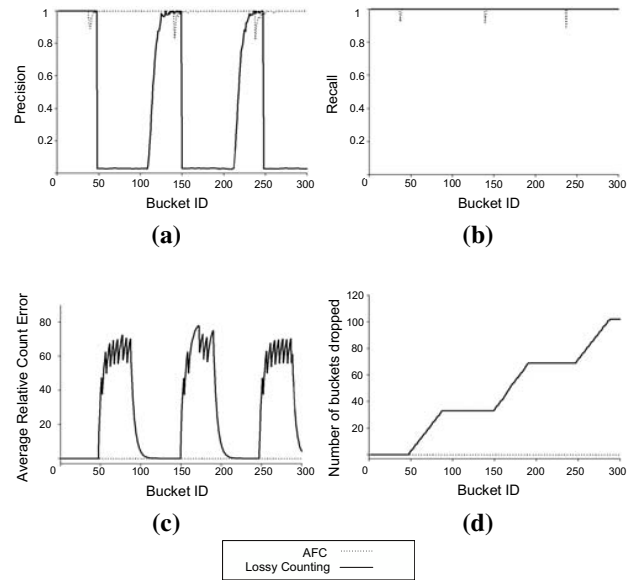 1
0.8
0.6
0.4
0.2
Precision
0 50 100 150 200 250 300
Bucket ID
(a)
1
0.8
0.6
0.4
0.2
Recall
0 50 100 150 200 250 300
Bucket ID
(b)
80
60
40
20
Average Relative Count Error
0 50 100 150 200 250 300
Bucket ID
(c)
120
100
80
60
40
20
Number of buckets dropped
0 50 100 150 200 250 300
Bucket ID
(d)
AFC
Lossy Counting